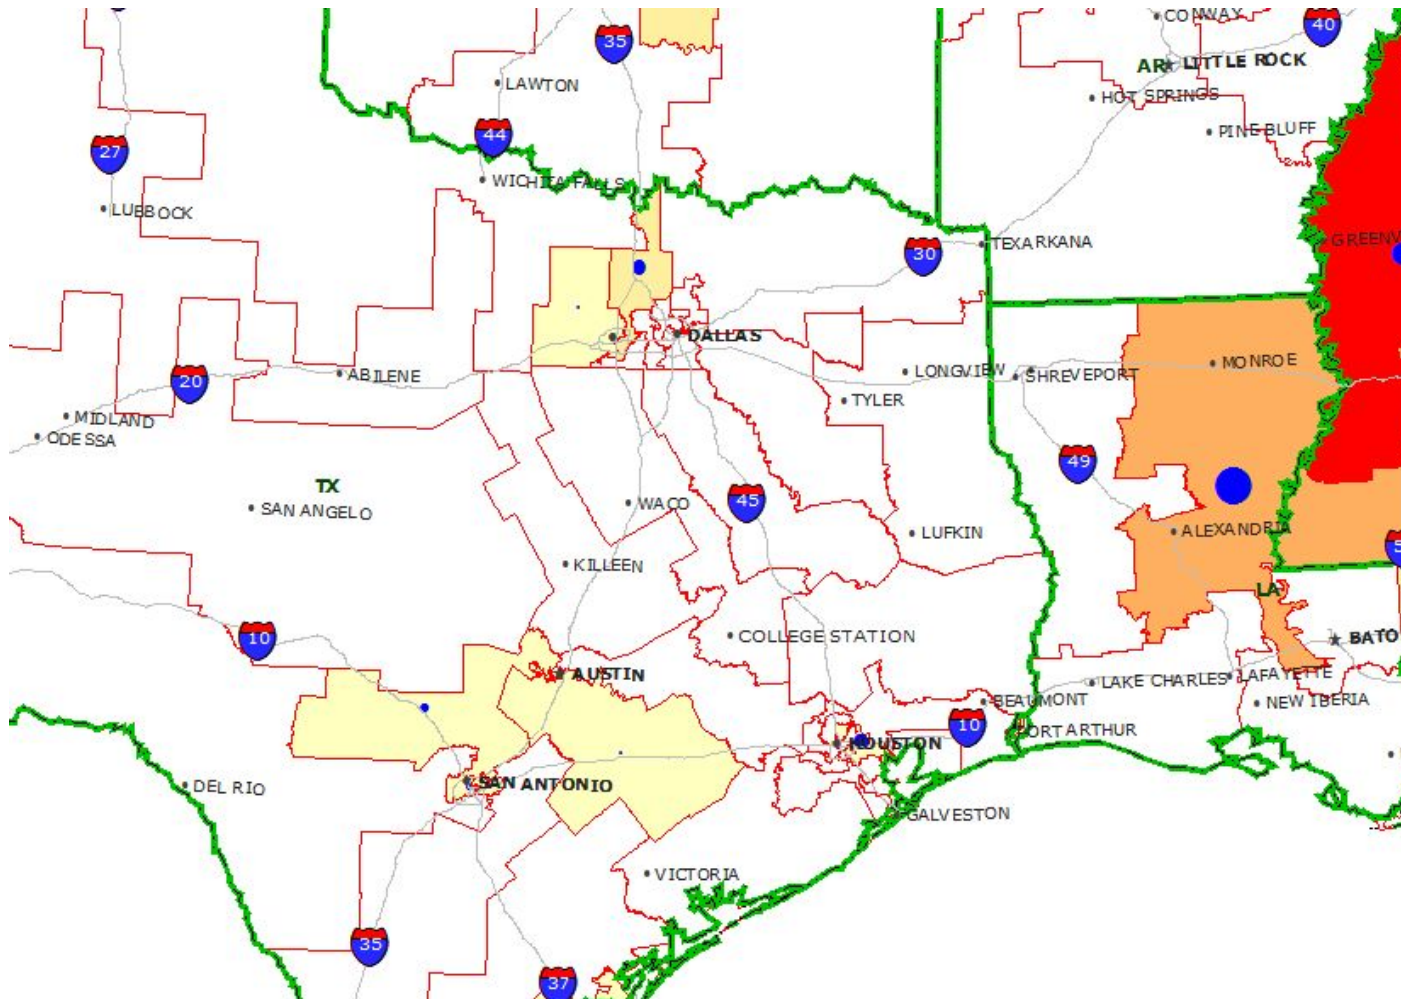 CONWAY
40
35
AR
LITTLE ROCK
LAWTON
HOT SPRINGS
44
PINE BLUFF
27
WICHITA FALLS
LUBBOCK
GREENV
TEXARKANA
30
DALLAS
MONROE
LONGVIEW
SHREVEPORT
20
ABILENE
TYLER
MIDLAND
ODESSA
49
TX
WACO
45
SAN ANGELO
ALEXANDRIA
LUFKIN
5
KILLEEN
LA
10
COLLEGE STATION
BATO
AUSTIN
LAKE CHARLES
LAFAYETTE
BEAUMONT
NEW IBERIA
10
PORT ARTHUR
HOUSTON
DEL RIO
SAN ANTONIO
GALVESTON
VICTORIA
35
37